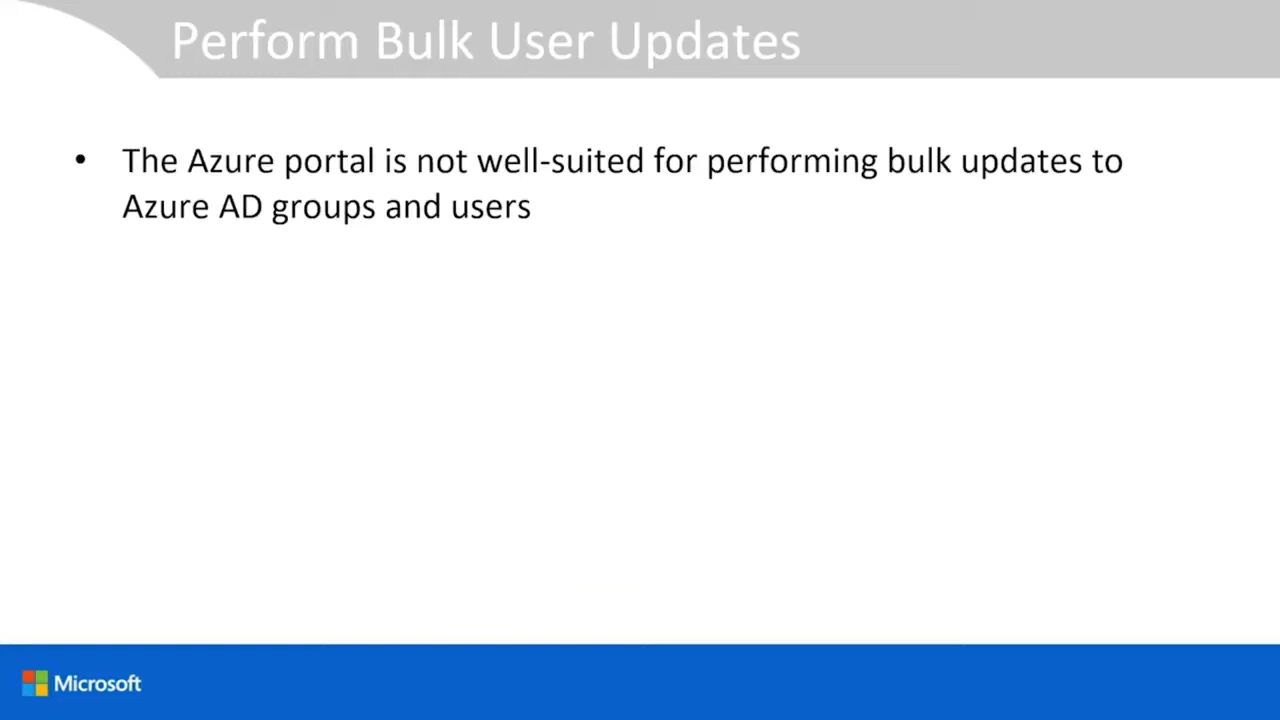 Perform Bulk User Updates
• The Azure portal is not well-suited for performing bulk updates to
Azure AD groups and users
Microsoft